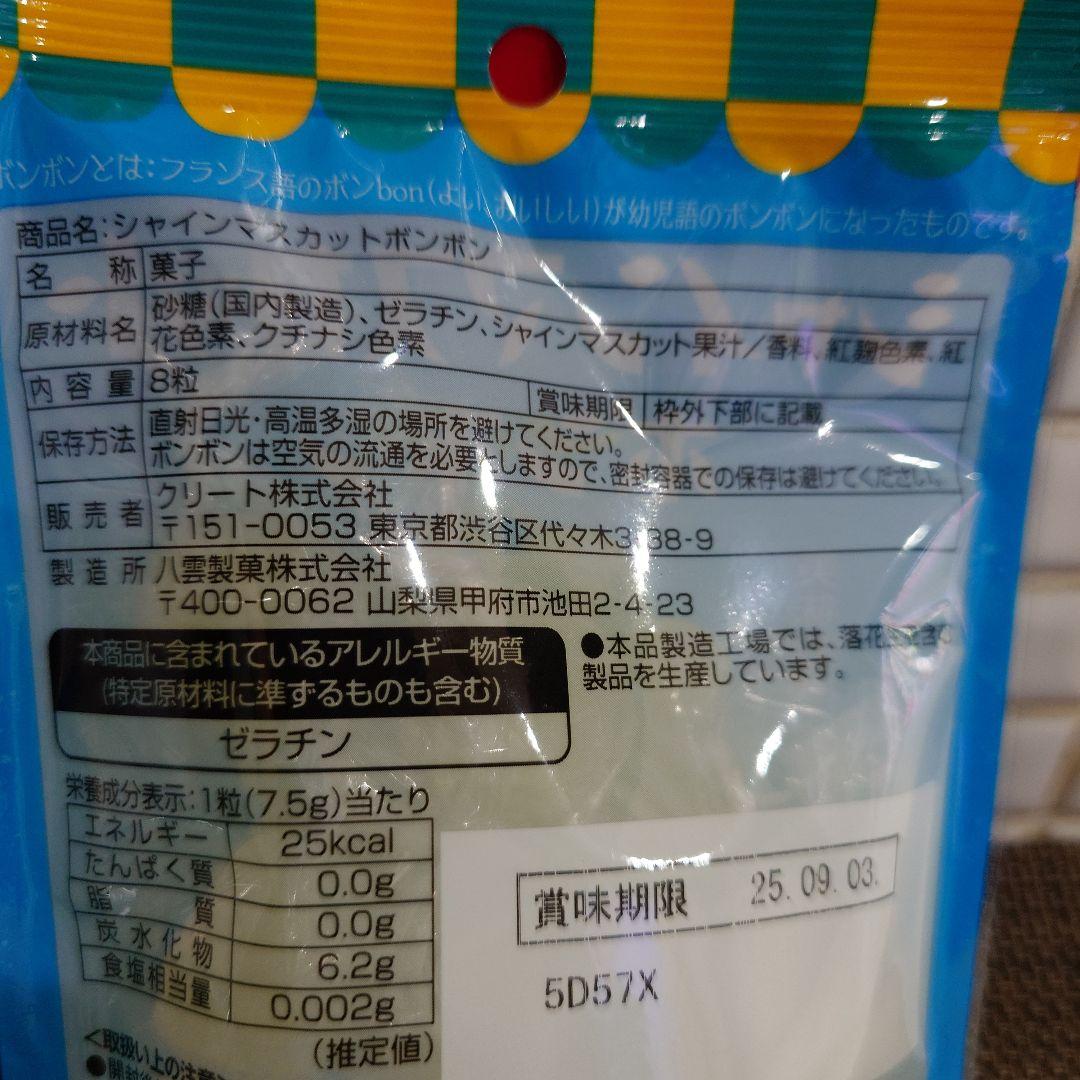 ボンボンとは:フランス語のボンbon(よい、おいしい)が幼児語のボンボンになったものです。
商品名:シャインマスカットボンボン
名 称 菓子
原材料名 砂糖(国内製造)、ゼラチン、シャインマスカット果汁/香料、紅麹色素、紅
花色素、クチナシ色素
内容量 8粒 賞味期限 枠外下部に記載
保存方法 直射日光・高温多湿の場所を避けてください。
ボンボンは空気の流通を必要としますので、密封容器での保存は避けてください。
販売者 クリート株式会社
〒151-0053 東京都渋谷区代々木3-38-9
製造所 八雲製菓株式会社
〒400-0062 山梨県甲府市池田2-4-23
本商品に含まれているアレルギー物質
(特定原材料に準ずるものも含む)
ゼラチン
●本品製造工場では、落花生を含む
製品を生産しています。
栄養成分表示:1粒(7.5g)当たり
エネルギー 25kcal
たんぱく質 0.0g
脂質 0.0g
炭水化物 6.2g
食塩相当量 0.002g
(推定値)
賞味期限 25.09.03.
5D57X
<取扱い上の注意
●開封後